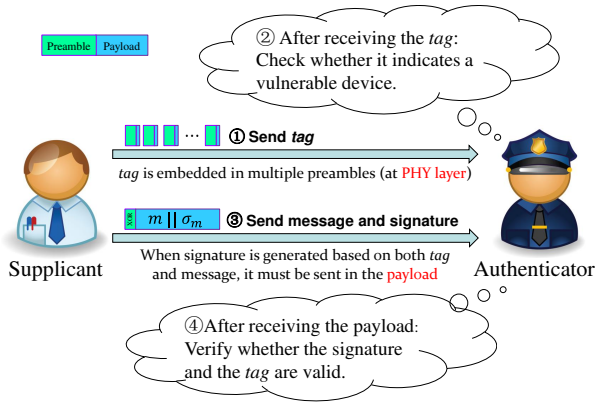 Preamble Payload
② After receiving the tag:
Check whether it indicates a
vulnerable device.
··· ① Send tag
tag is embedded in multiple preambles (at PHY layer)
XOR m || σₘ ③ Send message and signature
When signature is generated based on both tag
and message, it must be sent in the payload
Supplicant
Authenticator
④After receiving the payload:
Verify whether the signature
and the tag are valid.